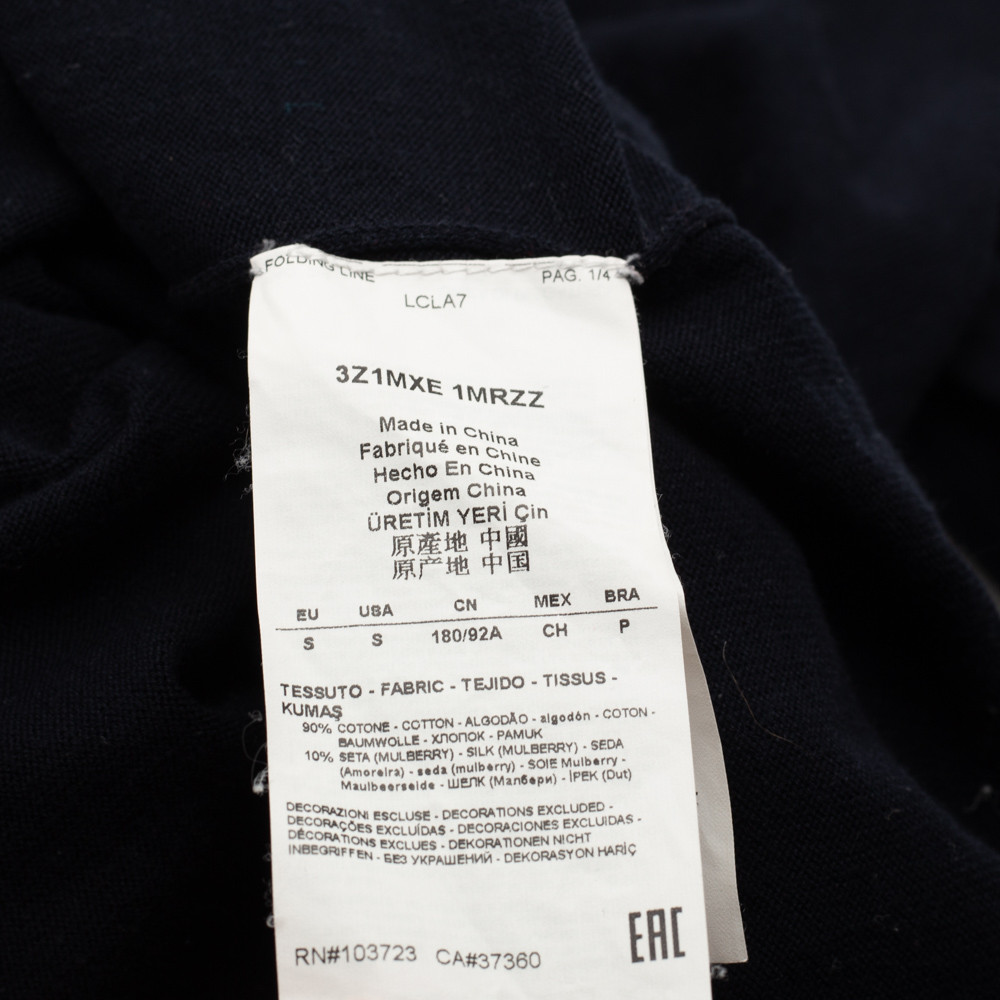 FOLDING LINE PAG. 1/4
LCLA7
3Z1MXE 1MRZZ
Made in China
Fabriqué en Chine
Hecho En China
Origem China
ÜRETİM YERİ Çin
原產地 中國
原产地 中国
EU USA CN MEX BRA
S S 180/92A CH P
TESSUTO - FABRIC - TEJIDO - TISSUS -
KUMAŞ
90% COTONE - COTTON - ALGODÃO - algodón - COTON -
BAUMWOLLE - ХЛОПОК - PAMUK
10% SETA (MULBERRY) - SILK (MULBERRY) - SEDA
(Amoreira) - seda (mulberry) - SOIE Mulberry -
Maulbeerseide - ШЕЛК (Малбери) - İPEK (Dut)
DECORAZIONI ESCLUSE - DECORATIONS EXCLUDED -
DECORAÇÕES EXCLUÍDAS - DECORACIONES EXCLUIDAS -
DÉCORATIONS EXCLUES - DEKORATIONEN NICHT
INBEGRIFFEN - БЕЗ УКРАШЕНИЙ - DEKORASYON HARİÇ
EAC
RN#103723 CA#37360